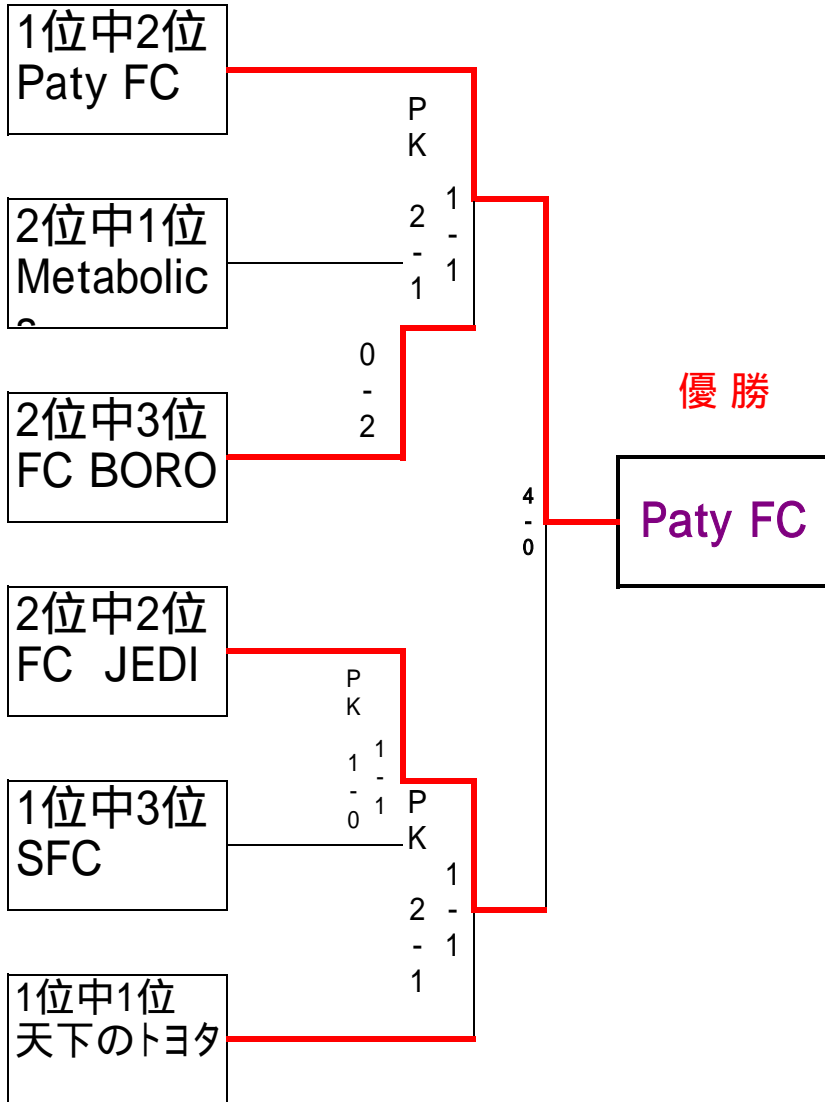 1位中2位
Paty FC
PK 2-1
1-1
2位中1位
Metabolic
0-2
2位中3位
FC BORO
優勝
Paty FC
4-0
2位中2位
FC JEDI
PK 1-0
1-1
1位中3位
SFC
PK 2-1
1-1
1位中1位
天下のﾄﾖﾀ